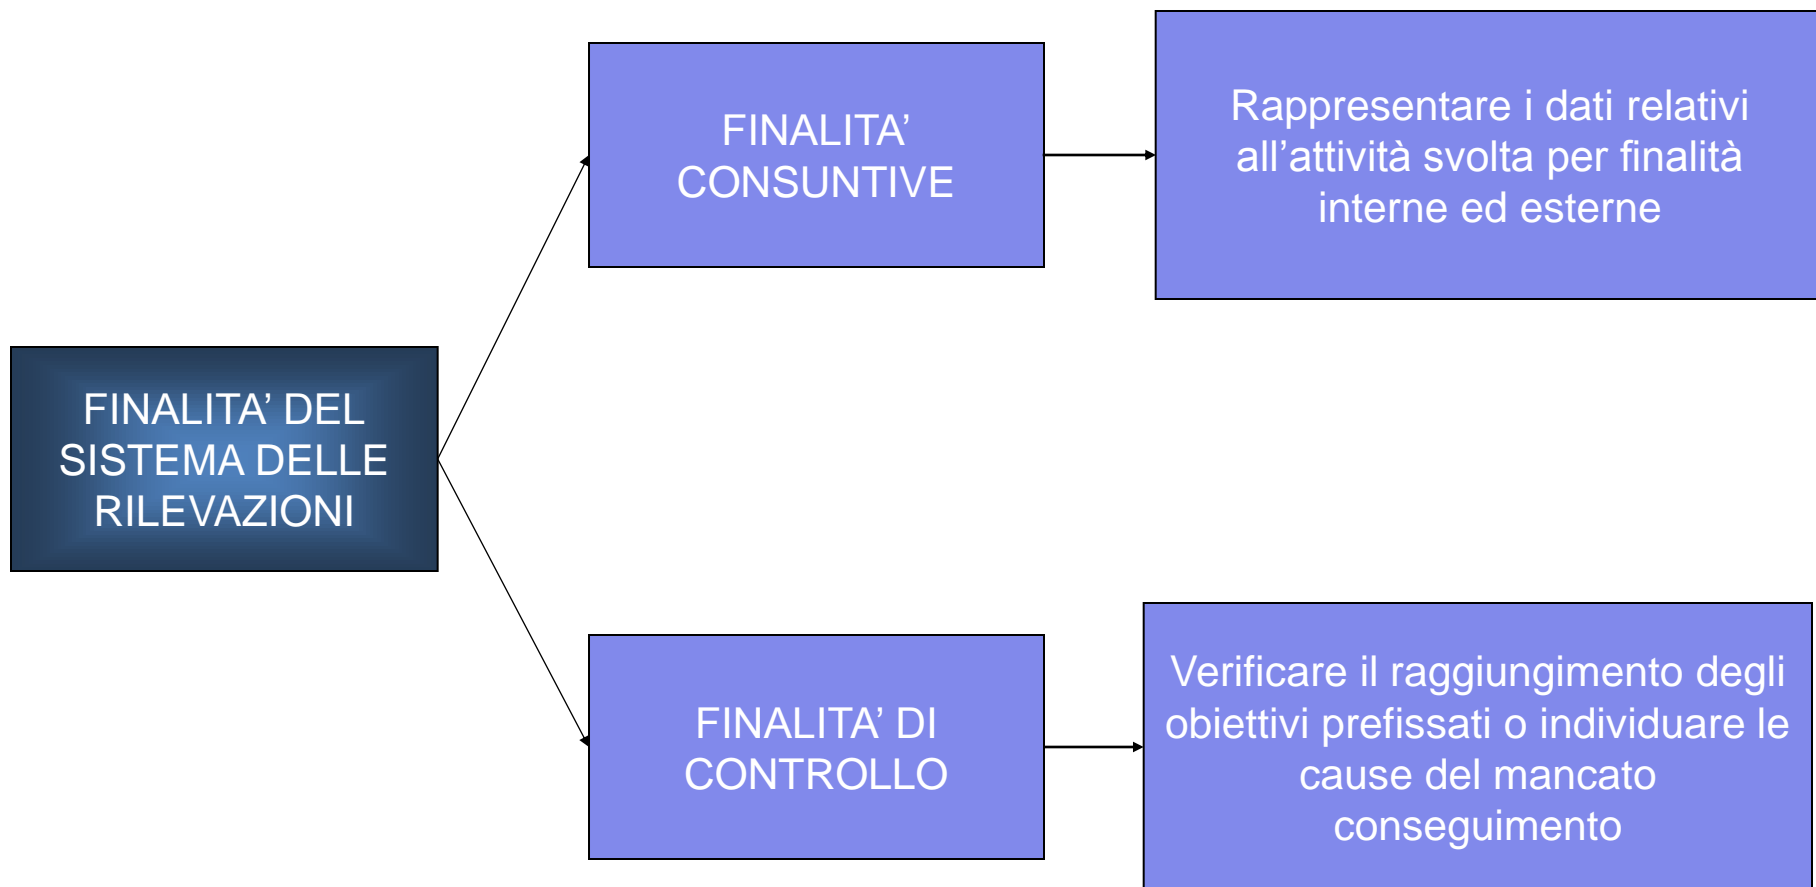 FINALITA’
CONSUNTIVE
Rappresentare i dati relativi
all’attività svolta per finalità
interne ed esterne
FINALITA’ DEL
SISTEMA DELLE
RILEVAZIONI
FINALITA’ DI
CONTROLLO
Verificare il raggiungimento degli
obiettivi prefissati o individuare le
cause del mancato
conseguimento